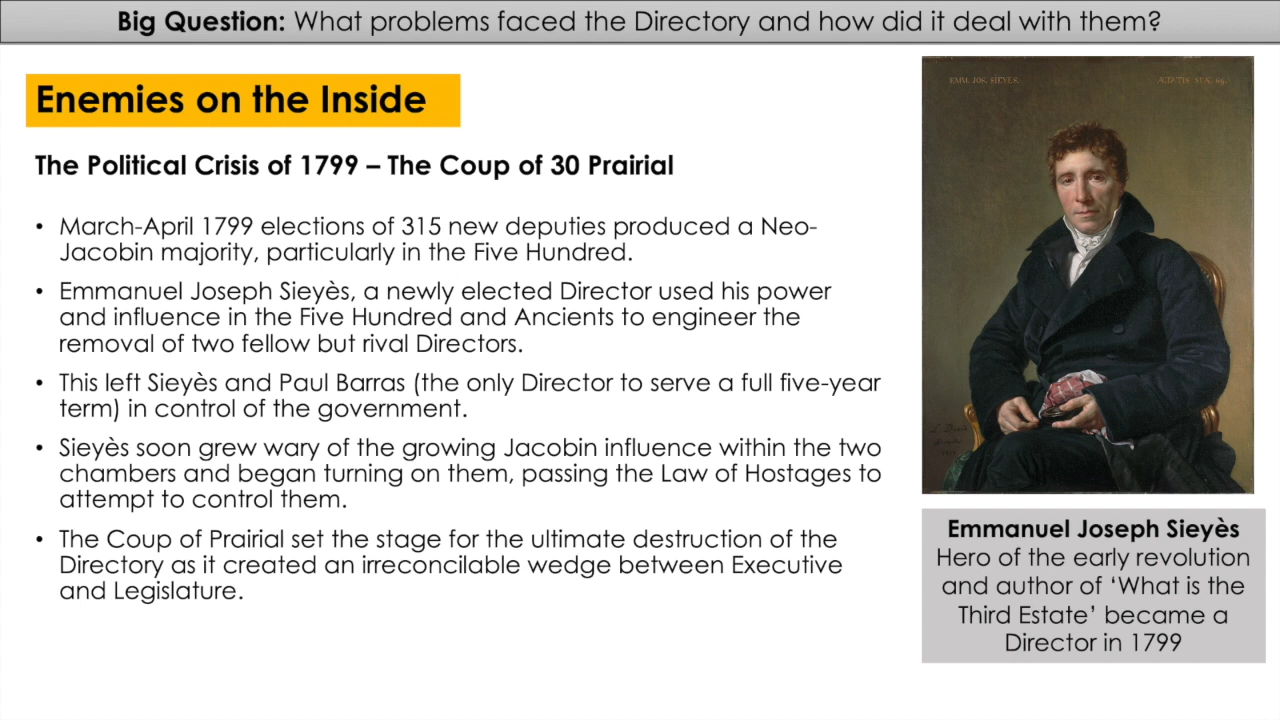 Big Question: What problems faced the Directory and how did it deal with them?
Enemies on the Inside
The Political Crisis of 1799 – The Coup of 30 Prairial
• March-April 1799 elections of 315 new deputies produced a Neo-
Jacobin majority, particularly in the Five Hundred.
• Emmanuel Joseph Sieyès, a newly elected Director used his power
and influence in the Five Hundred and Ancients to engineer the
removal of two fellow but rival Directors.
• This left Sieyès and Paul Barras (the only Director to serve a full five-year
term) in control of the government.
• Sieyès soon grew wary of the growing Jacobin influence within the two
chambers and began turning on them, passing the Law of Hostages to
attempt to control them.
• The Coup of Prairial set the stage for the ultimate destruction of the
Directory as it created an irreconcilable wedge between Executive
and Legislature.
EMM. JOS. SIEYES.
Emmanuel Joseph Sieyès
Hero of the early revolution
and author of ‘What is the
Third Estate’ became a
Director in 1799